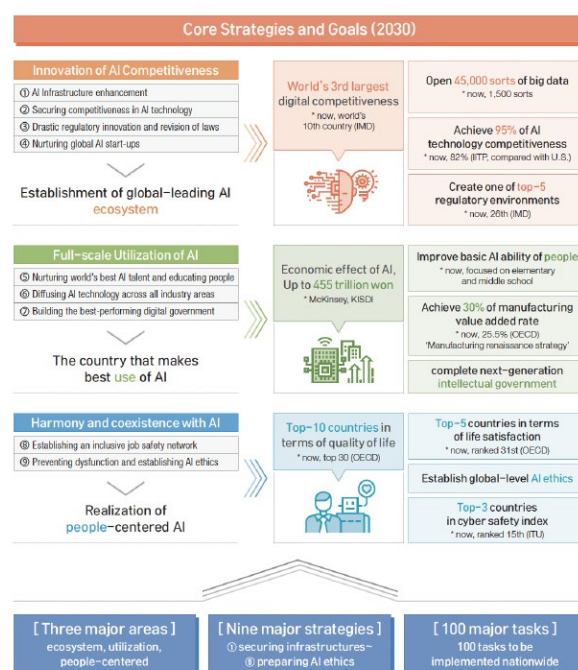 Core Strategies and Goals (2030)
Innovation of AI Competitiveness
① AI Infrastructure enhancement
② Securing competitiveness in AI technology
③ Drastic regulatory innovation and revision of laws
④ Nurturing global AI start-ups
Establishment of global-leading AI
ecosystem
World's 3rd largest
digital competitiveness
* now, world's
10th country (IMD)
Open 45,000 sorts of big data
* now, 1,500 sorts
Achieve 95% of AI
technology competitiveness
* now, 82% (IITP, compared with U.S.)
Create one of top-5
regulatory environments
* now, 26th (IMD)
Full-scale Utilization of AI
⑤ Nurturing world's best AI talent and educating people
⑥ Diffusing AI technology across all industry areas
⑦ Building the best-performing digital government
The country that makes
best use of AI
Economic effect of AI,
Up to 455 trillion won
* McKinsey, KISDI
Improve basic AI ability of people
* now, focused on elementary
and middle school
Achieve 30% of manufacturing
value added rate
* now, 25.5% (OECD)
'Manufacturing renaissance strategy'
complete next-generation
intellectual government
Harmony and coexistence with AI
⑧ Establishing an inclusive job safety network
⑨ Preventing dysfunction and establishing AI ethics
Realization of
people-centered AI
Top-10 countries in
terms of quality of life
* now, top 30 (OECD)
Top-5 countries in terms
of life satisfaction
* now, ranked 31st (OECD)
Establish global-level AI ethics
Top-3 countries
in cyber safety index
* now, ranked 15th (ITU)
[ Three major areas ]
ecosystem, utilization,
people-centered
[ Nine major strategies ]
① securing infrastructures~
⑨ preparing AI ethics
[ 100 major tasks ]
100 tasks to be
implemented nationwide